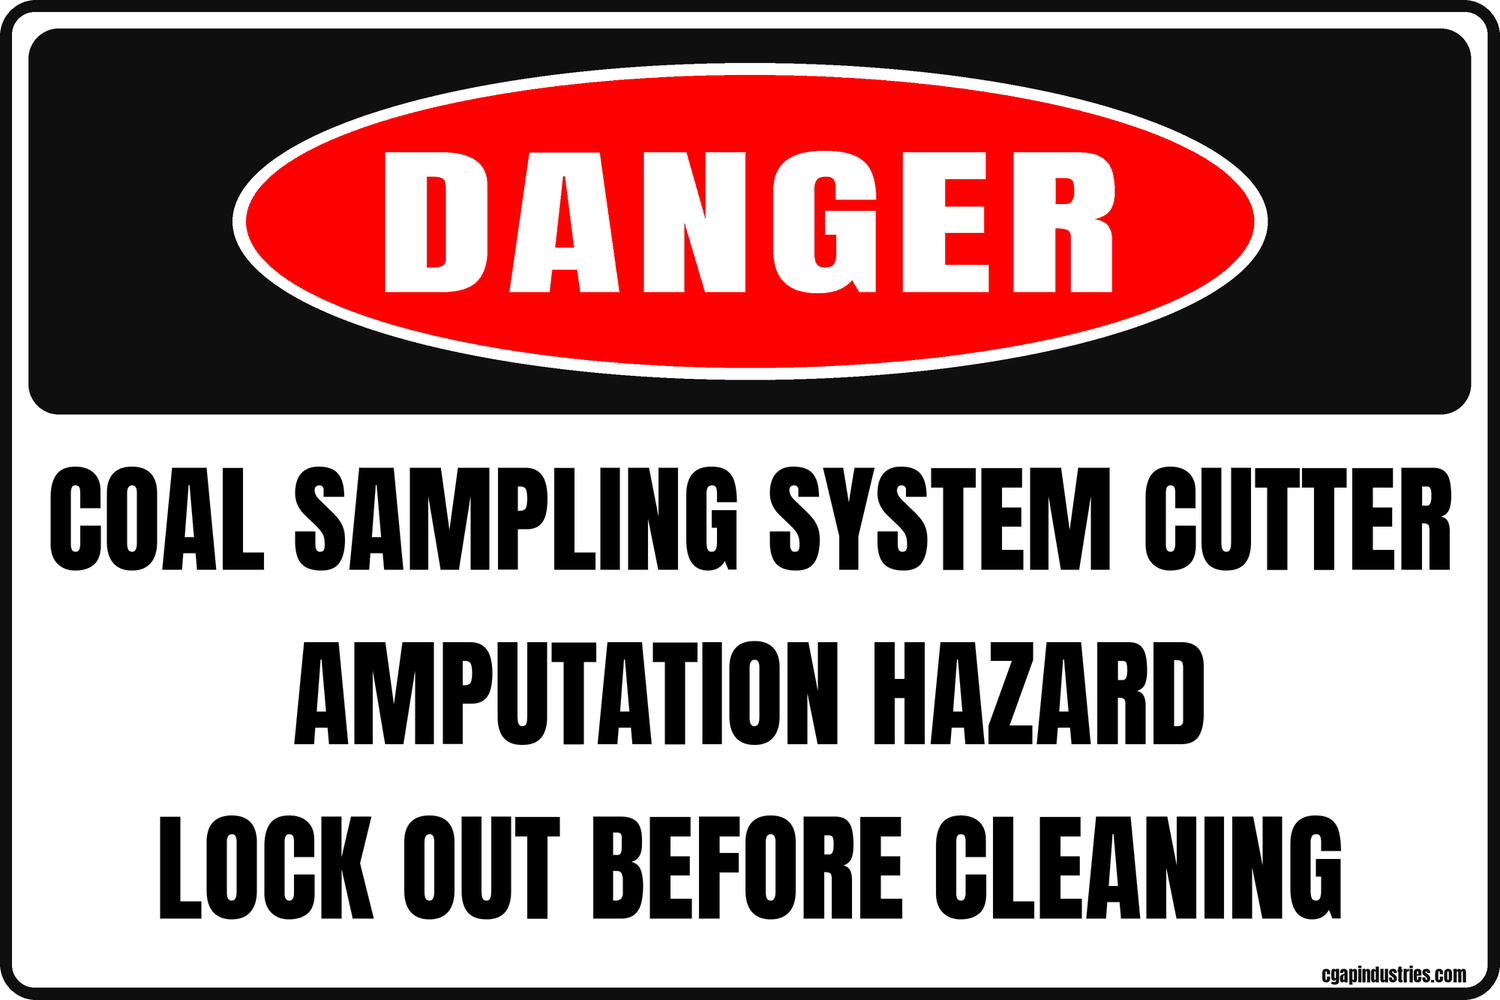 DANGER
COAL SAMPLING SYSTEM CUTTER
AMPUTATION HAZARD
LOCK OUT BEFORE CLEANING
cgapindustries.com